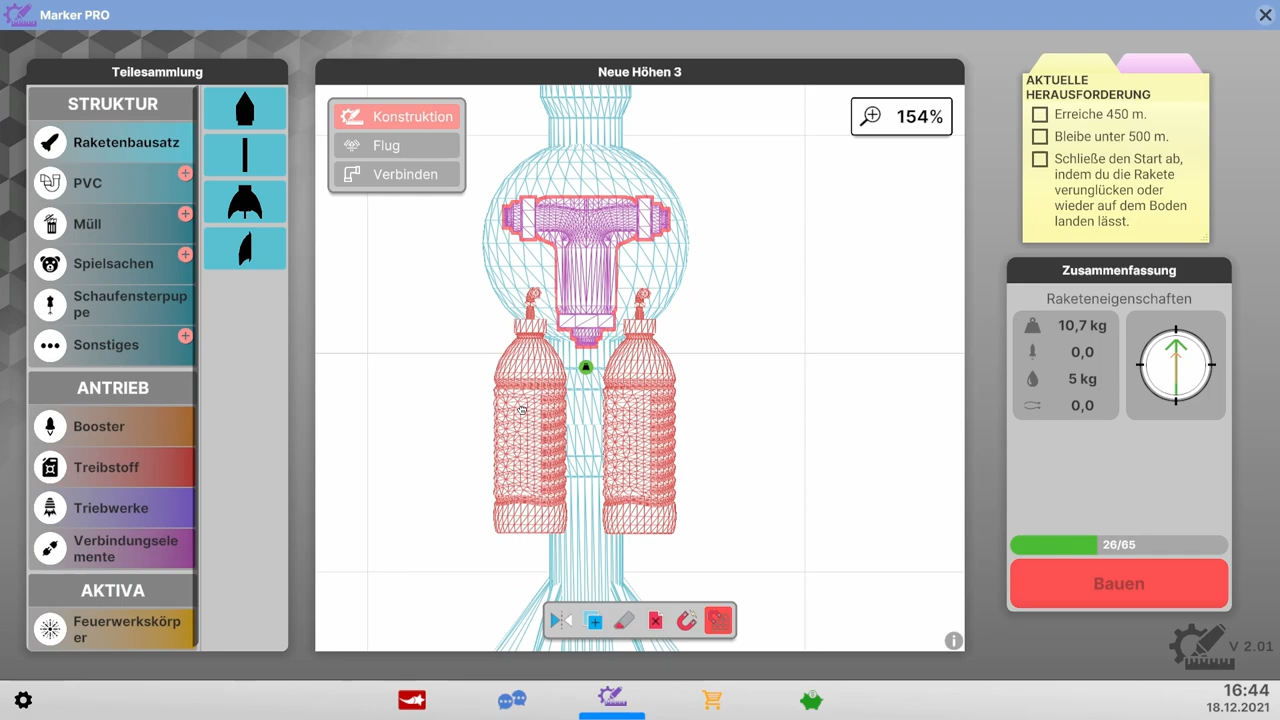 Marker PRO
Teilesammlung
STRUKTUR
Raketenbausatz
PVC
Müll
Spielsachen
Schaufensterpup
pe
Sonstiges
ANTRIEB
Booster
Treibstoff
Triebwerke
Verbindungsele
mente
AKTIVA
Feuerwerkskörp
er
Neue Höhen 3
Konstruktion
Flug
Verbinden
154%
AKTUELLE
HERAUSFORDERUNG
Erreiche 450 m.
Bleibe unter 500 m.
Schließe den Start ab,
indem du die Rakete
verunglücken oder
wieder auf dem Boden
landen lässt.
Zusammenfassung
Raketeneigenschaften
10,7 kg
0,0
5 kg
0,0
26/65
Bauen
V 2.01
16:44
18.12.2021